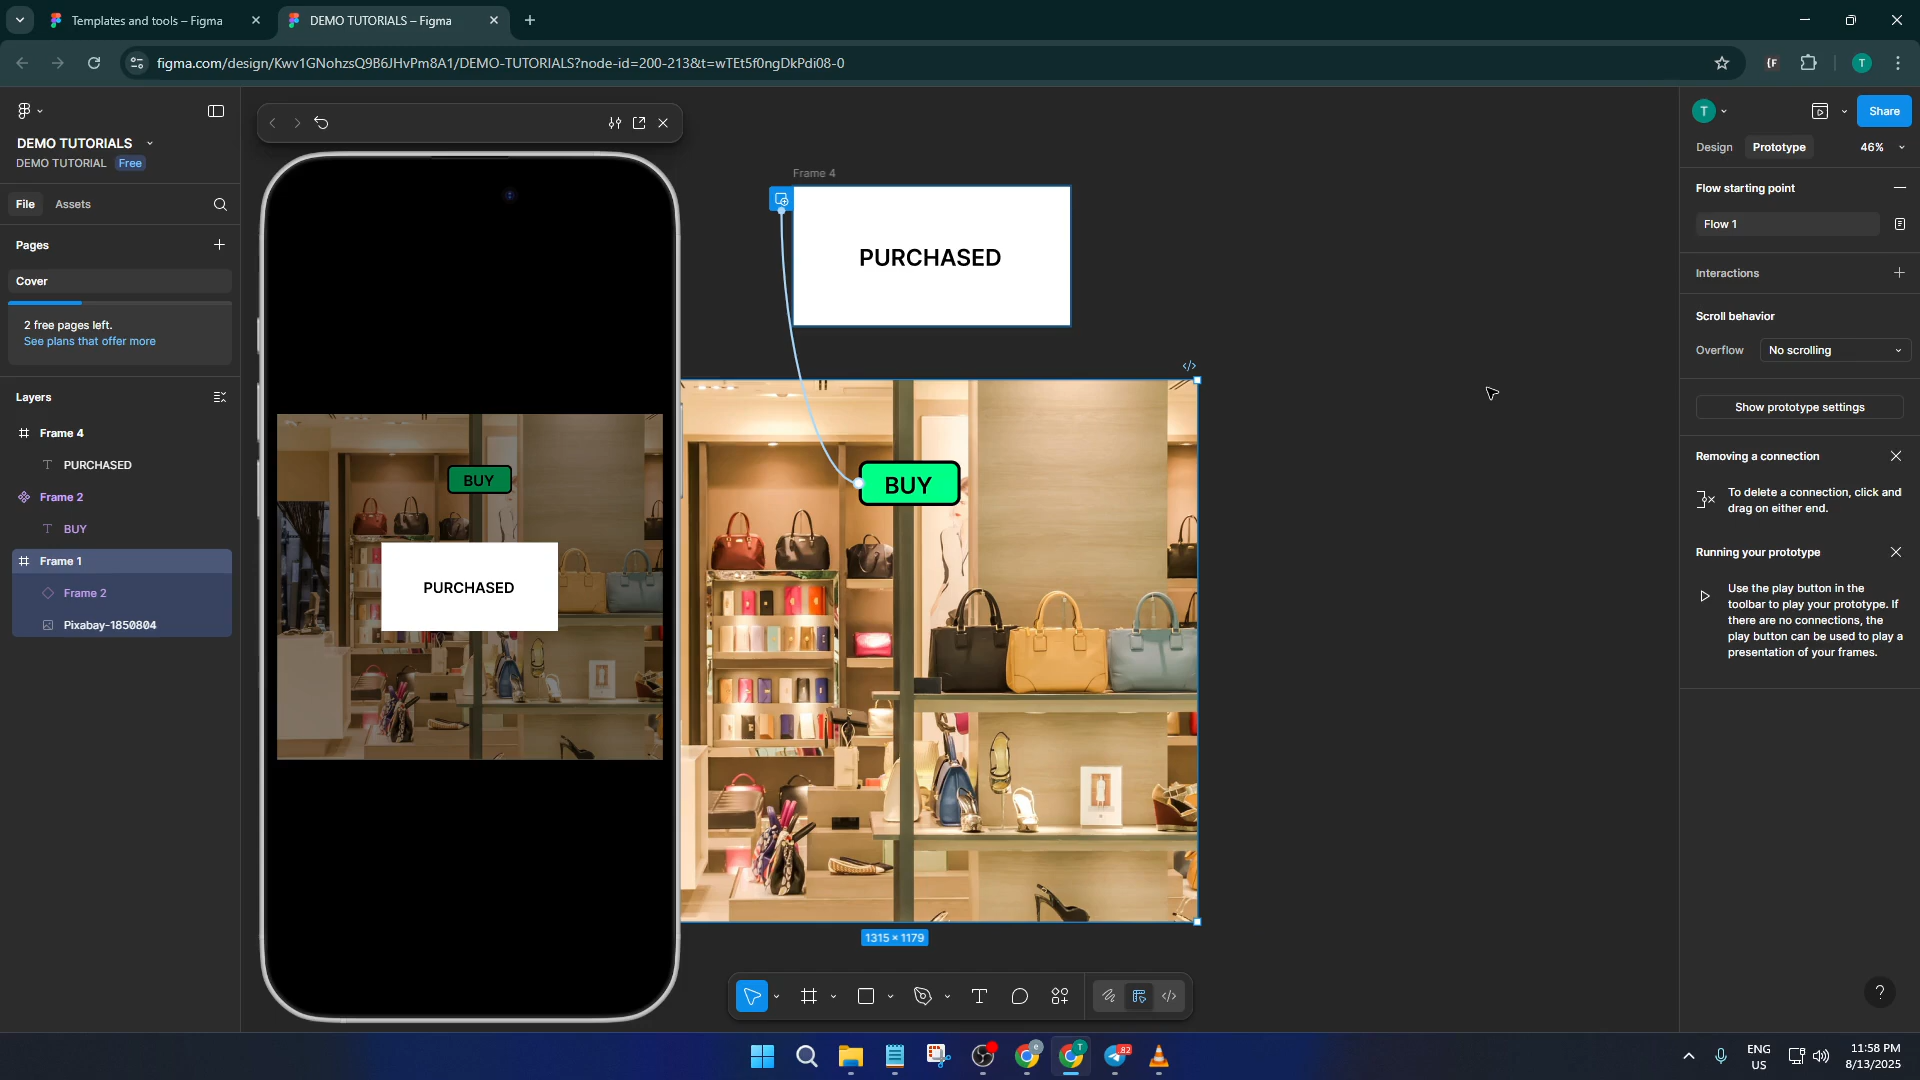 Templates and tools – Figma
DEMO TUTORIALS – Figma
figma.com/design/Kwv1GNohzsQ9B6JHvPm8A1/DEMO-TUTORIALS?node-id=200-213&t=wTEt5f0ngDkPdi08-0
T
DEMO TUTORIALS
DEMO TUTORIAL
Free
File
Assets
Pages
Cover
2 free pages left.
See plans that offer more
Layers
Frame 4
PURCHASED
Frame 2
BUY
Frame 1
Frame 2
Pixabay-1850804
BUY
PURCHASED
Frame 4
PURCHASED
BUY
1315 × 1179
T
Share
Design
Prototype
46%
Flow starting point
Flow 1
Interactions
Scroll behavior
Overflow
No scrolling
Show prototype settings
Removing a connection
To delete a connection, click and
drag on either end.
Running your prototype
Use the play button in the
toolbar to play your prototype. If
there are no connections, the
play button can be used to play a
presentation of your frames.
?
e
T
82
ENG
US
11:58 PM
8/13/2025